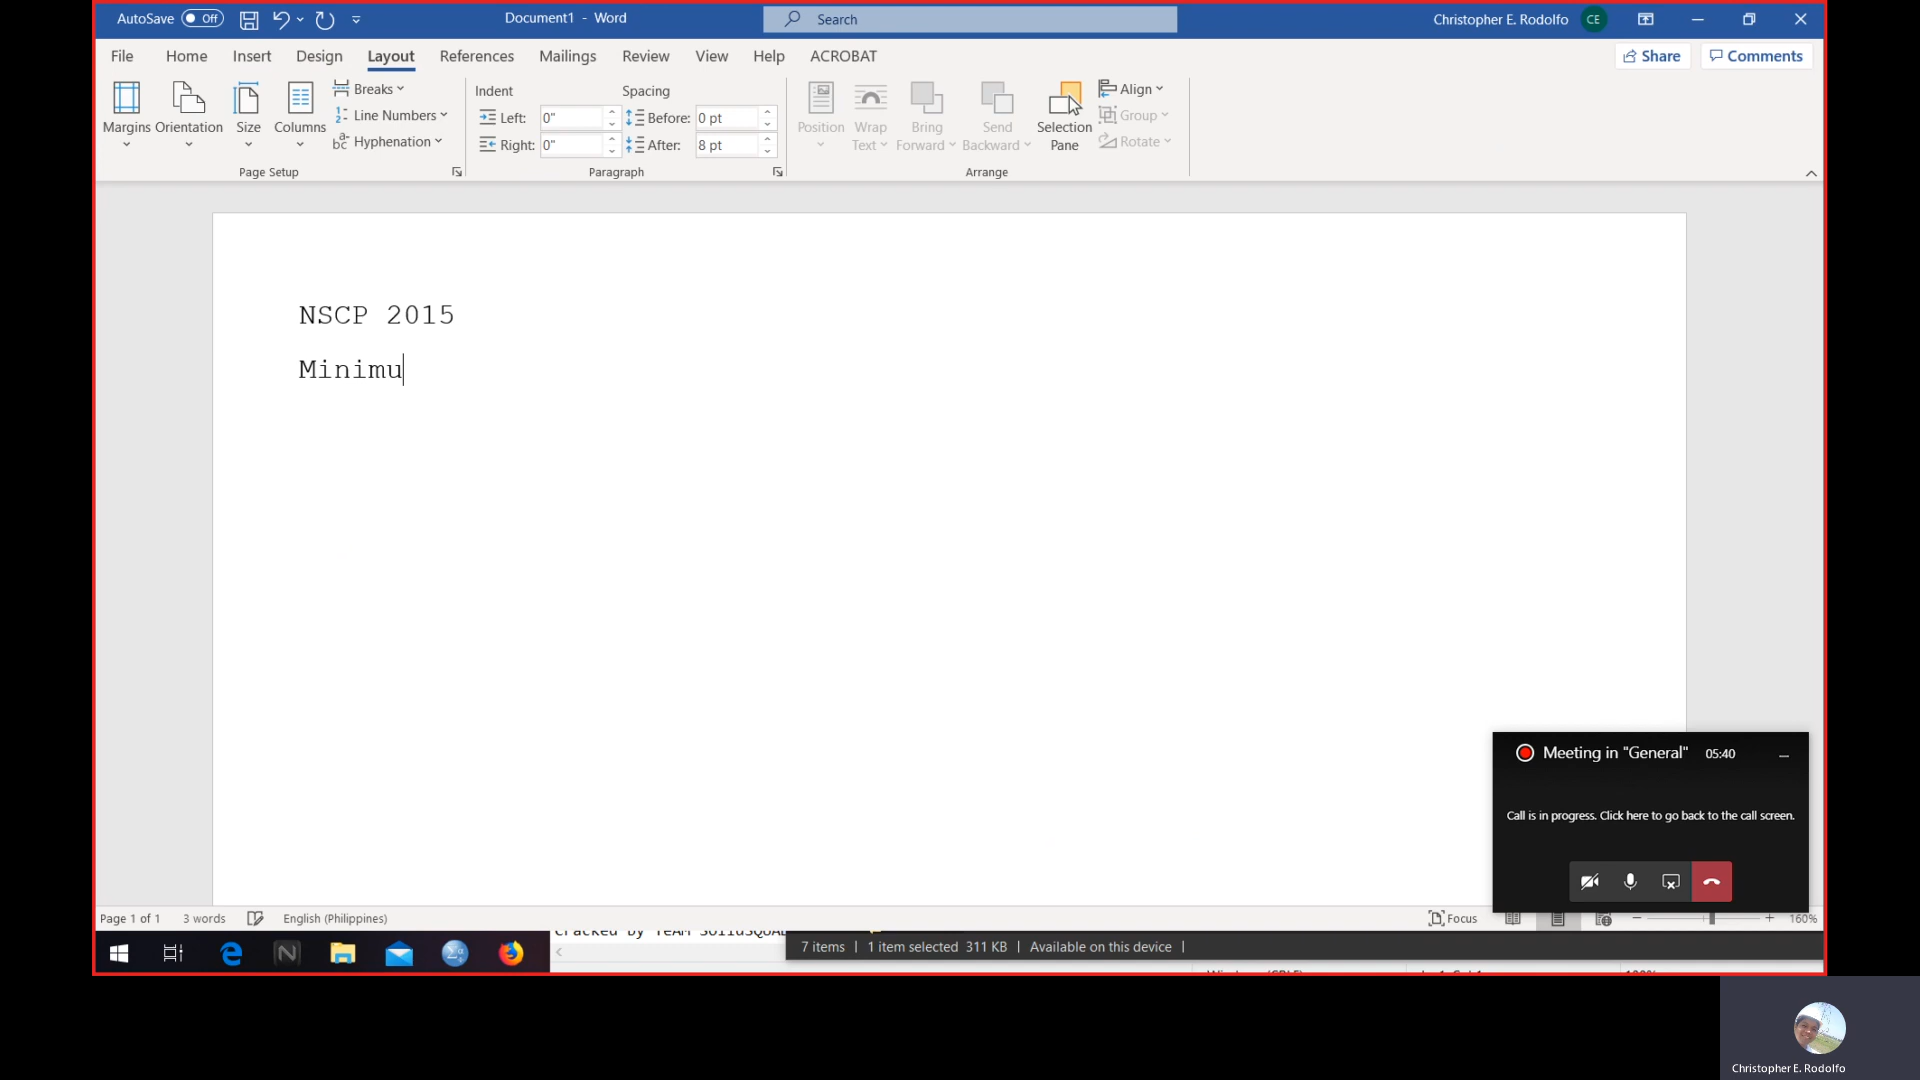 AutoSave Off Document1 - Word Search Christopher E. Rodolfo CE
File Home Insert Design Layout References Mailings Review View Help ACROBAT Share Comments
Margins Orientation Size Columns
Breaks
Line Numbers
Hyphenation
Page Setup
Indent
Left: 0"
Right: 0"
Spacing
Before: 0 pt
After: 8 pt
Paragraph
Position
Wrap Text
Bring Forward
Send Backward
Selection Pane
Align
Group
Rotate
Arrange
NSCP 2015
Minimu
Meeting in "General" 05:40
Call is in progress. Click here to go back to the call screen.
Page 1 of 1 3 words English (Philippines) Focus 160%
7 items 1 item selected 311 KB Available on this device
Christopher E. Rodolfo